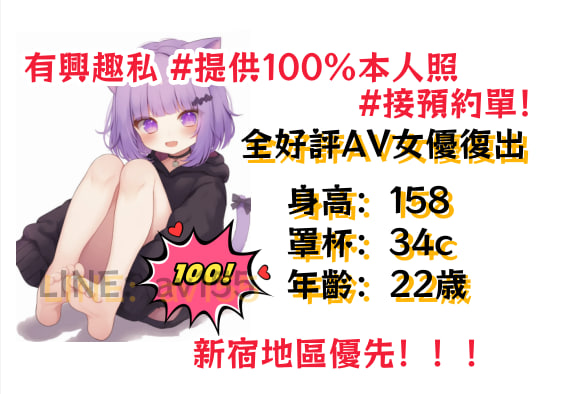 有興趣私 #提供100%本人照
#接預約單!
全好評AV女優復出
身高：158
罩杯：34c
年齡：22歲
100!
新宿地區優先！！！